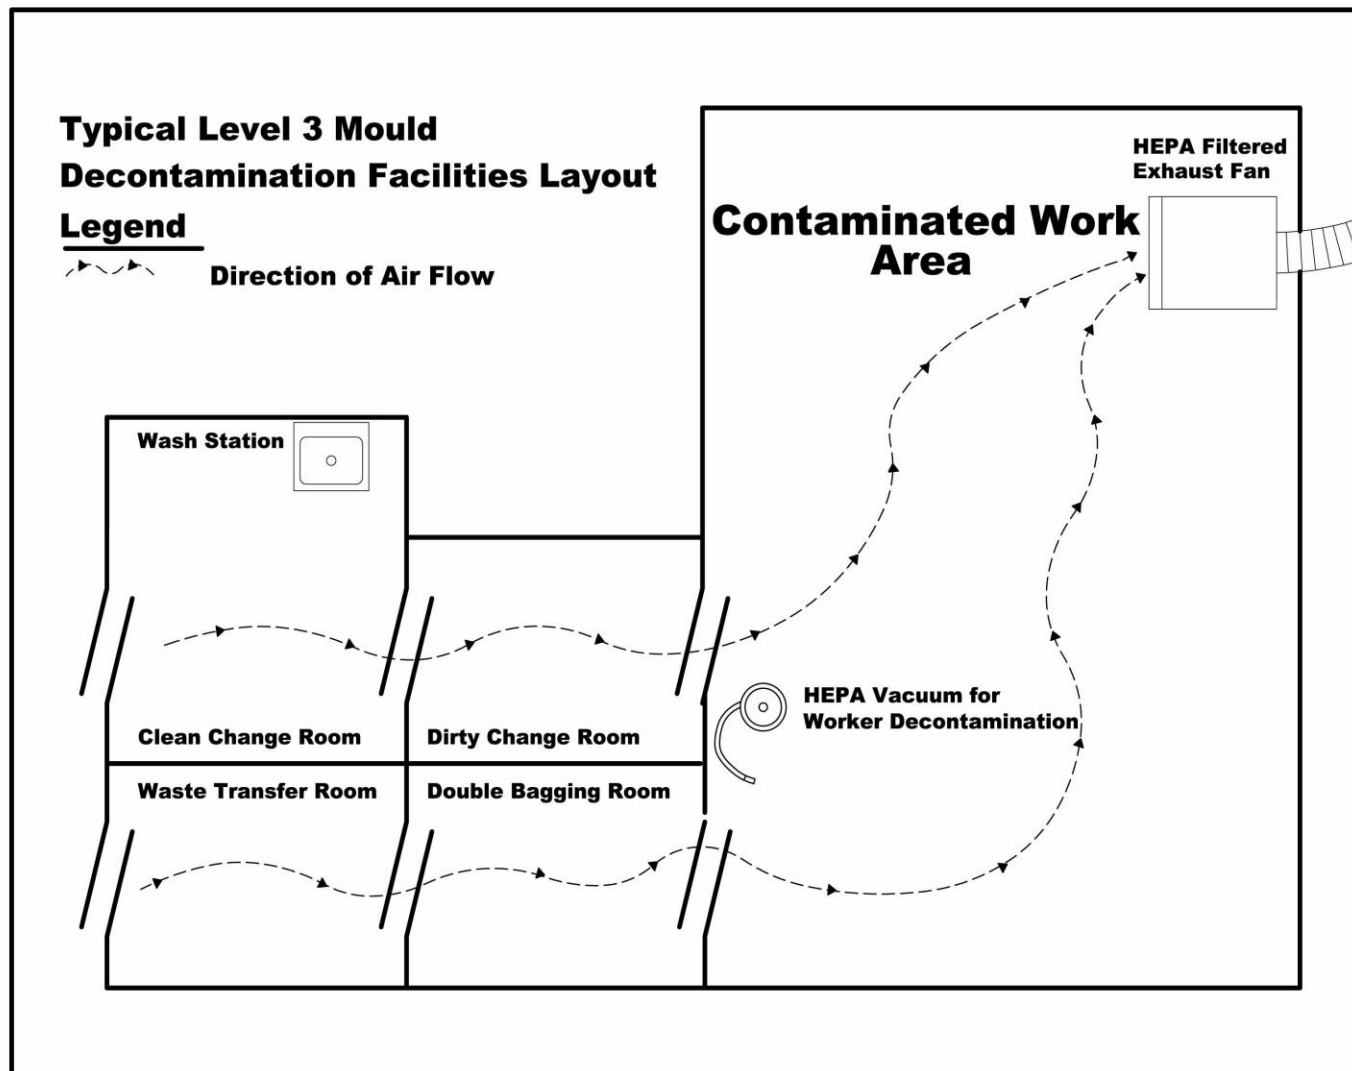 Typical Level 3 Mould
Decontamination Facilities Layout
Legend
Direction of Air Flow
HEPA Filtered
Exhaust Fan
Contaminated Work
Area
Wash Station
HEPA Vacuum for
Worker Decontamination
Clean Change Room
Dirty Change Room
Waste Transfer Room
Double Bagging Room